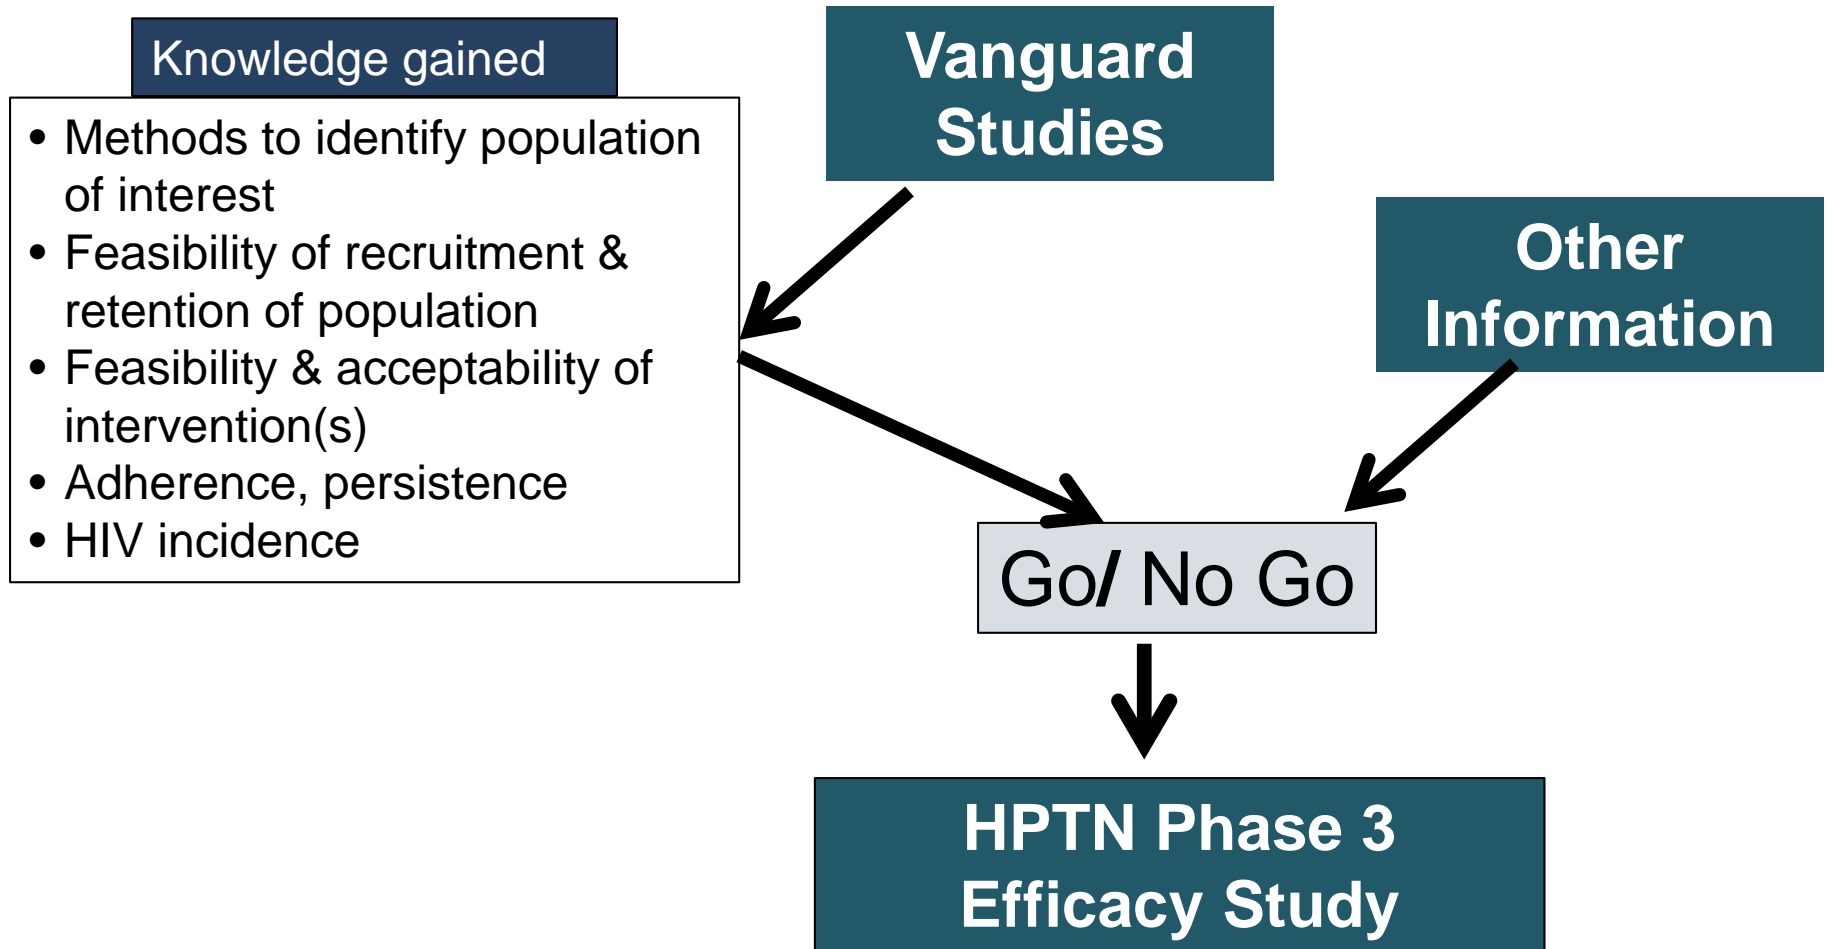 Knowledge gained
• Methods to identify population
of interest
• Feasibility of recruitment &
retention of population
• Feasibility & acceptability of
intervention(s)
• Adherence, persistence
• HIV incidence
Vanguard
Studies
Other
Information
Go/ No Go
HPTN Phase 3
Efficacy Study